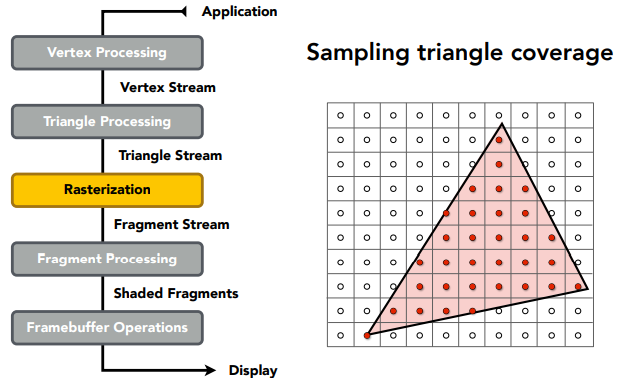 Application
Vertex Processing
Vertex Stream
Triangle Processing
Triangle Stream
Rasterization
Fragment Stream
Fragment Processing
Shaded Fragments
Framebuffer Operations
Display
Sampling triangle coverage